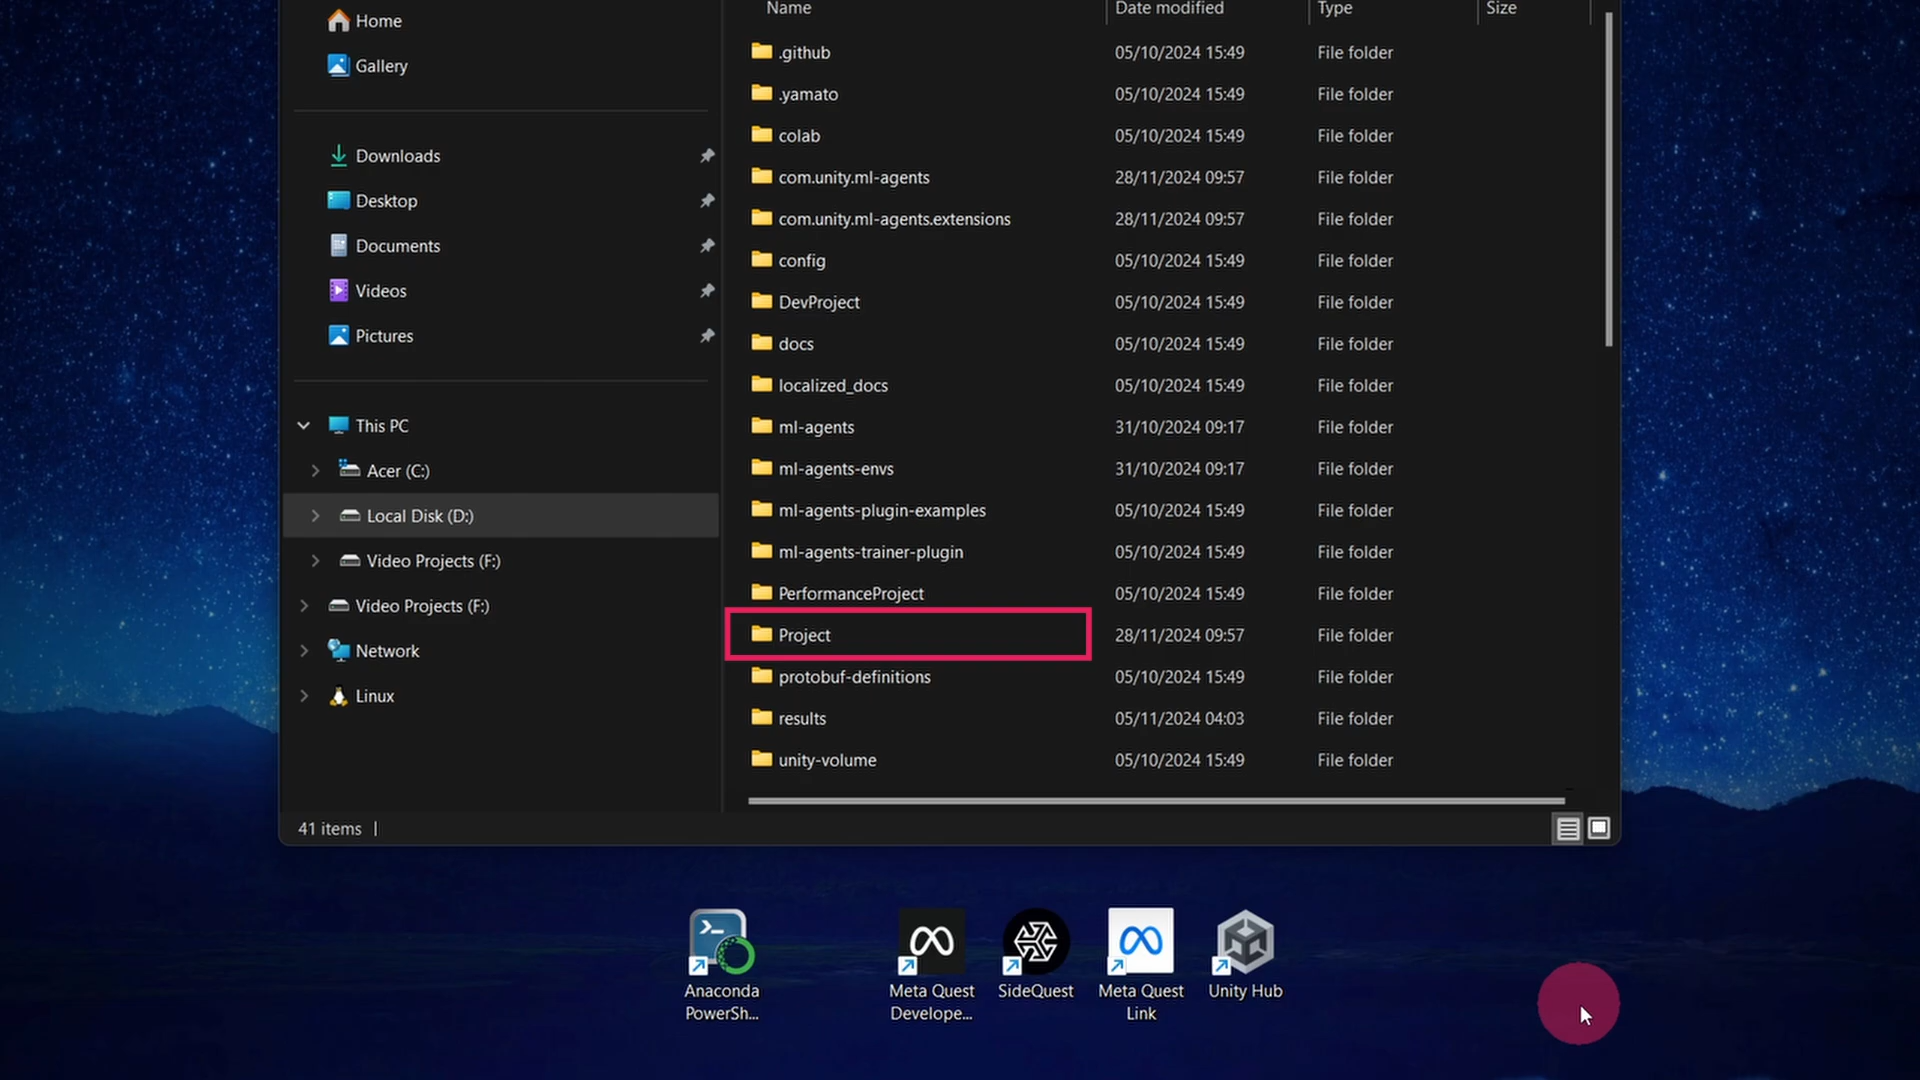 Home
Gallery
Downloads
Desktop
Documents
Videos
Pictures
This PC
Acer (C:)
Local Disk (D:)
Video Projects (F:)
Video Projects (F:)
Network
Linux
Name Date modified Type Size
.github 05/10/2024 15:49 File folder
.yamato 05/10/2024 15:49 File folder
colab 05/10/2024 15:49 File folder
com.unity.ml-agents 28/11/2024 09:57 File folder
com.unity.ml-agents.extensions 28/11/2024 09:57 File folder
config 05/10/2024 15:49 File folder
DevProject 05/10/2024 15:49 File folder
docs 05/10/2024 15:49 File folder
localized_docs 05/10/2024 15:49 File folder
ml-agents 31/10/2024 09:17 File folder
ml-agents-envs 31/10/2024 09:17 File folder
ml-agents-plugin-examples 05/10/2024 15:49 File folder
ml-agents-trainer-plugin 05/10/2024 15:49 File folder
PerformanceProject 05/10/2024 15:49 File folder
Project 28/11/2024 09:57 File folder
protobuf-definitions 05/10/2024 15:49 File folder
results 05/11/2024 04:03 File folder
unity-volume 05/10/2024 15:49 File folder
41 items
Anaconda
PowerSh...
Meta Quest
Develope...
SideQuest
Meta Quest
Link
Unity Hub